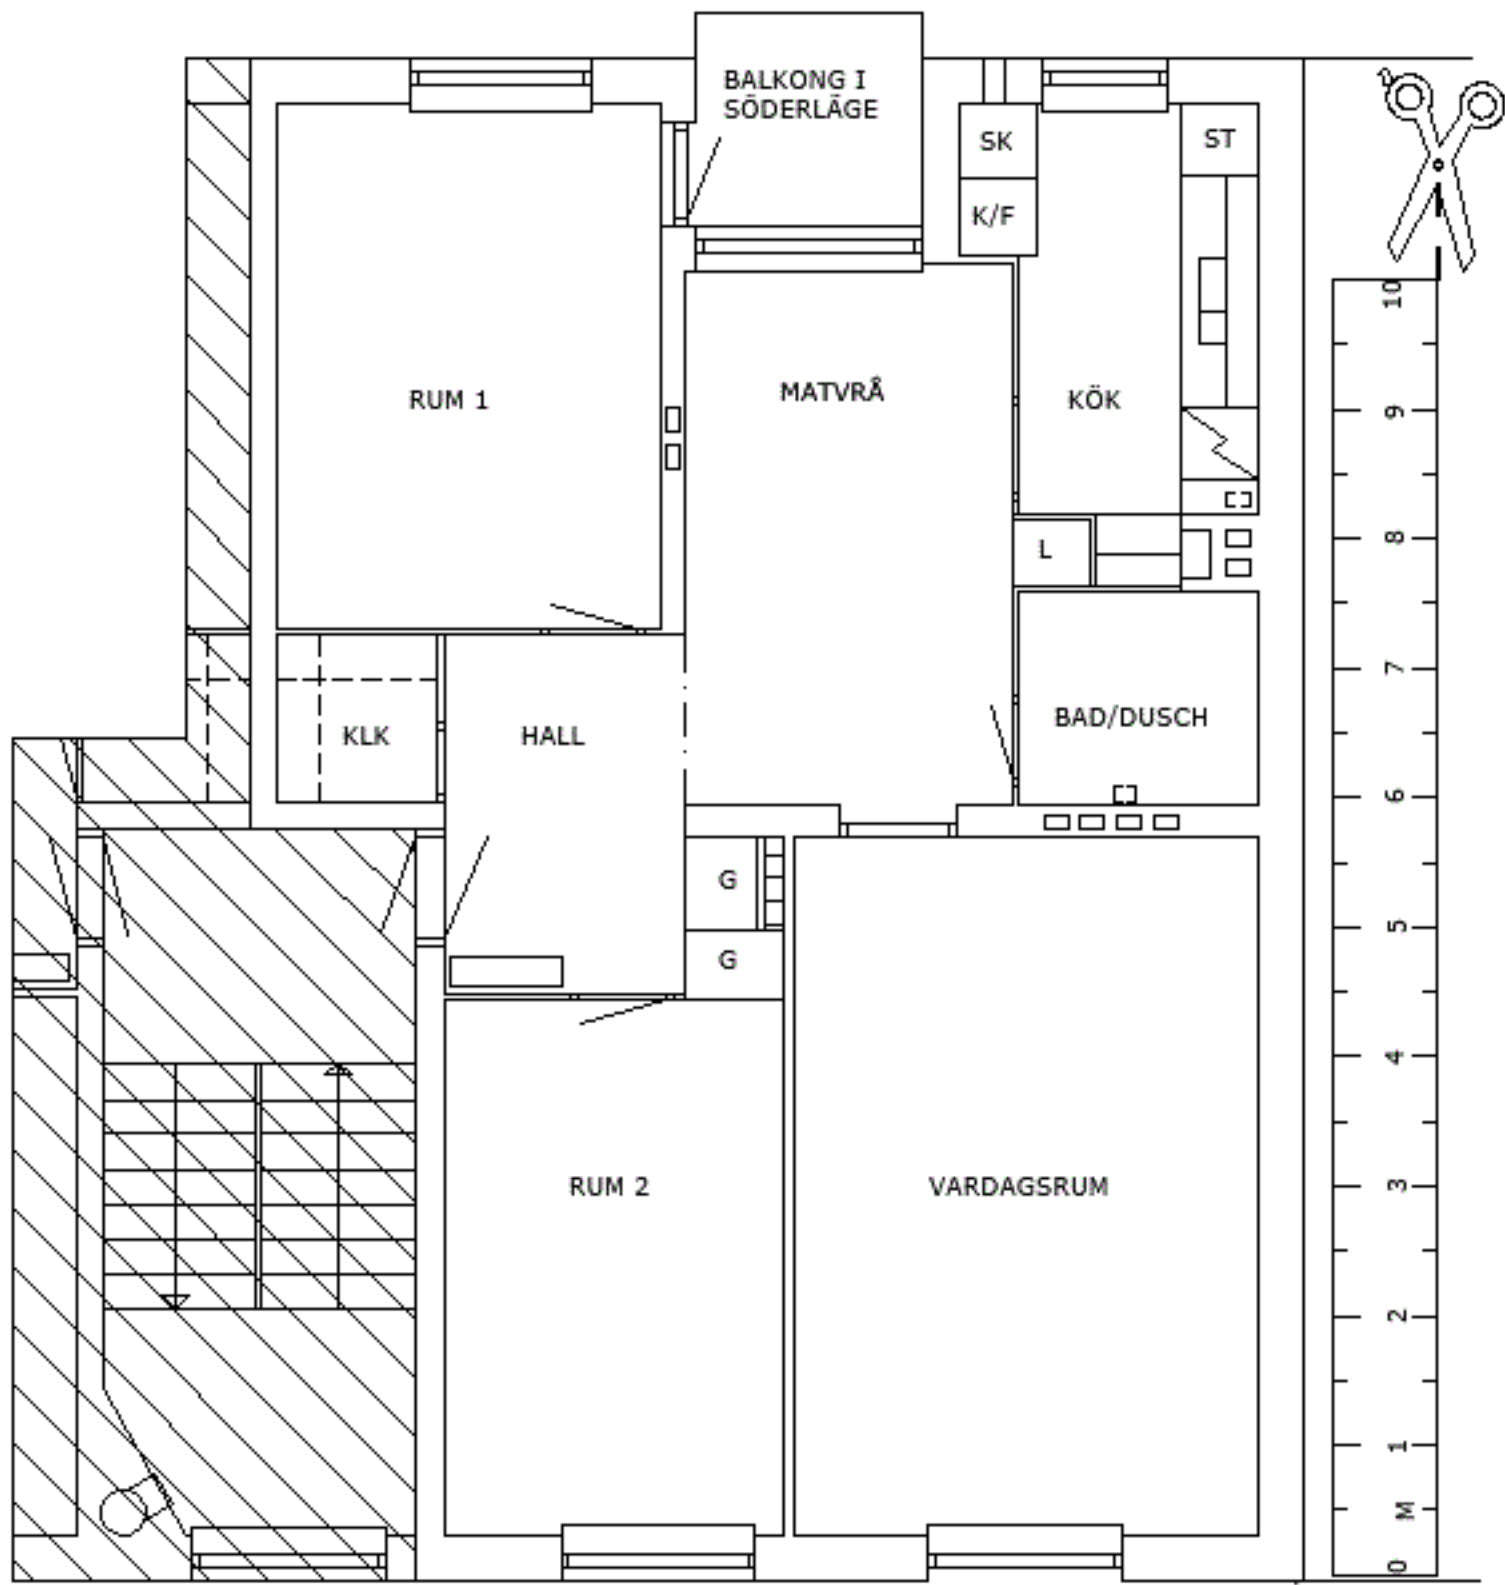 BALKONG I
SÖDERLÄGE
SK
ST
K/F
RUM 1
MATVRÅ
KÖK
L
KLK
HALL
BAD/DUSCH
G
G
RUM 2
VARDAGSRUM
10
9
8
7
6
5
4
3
2
1
M
0